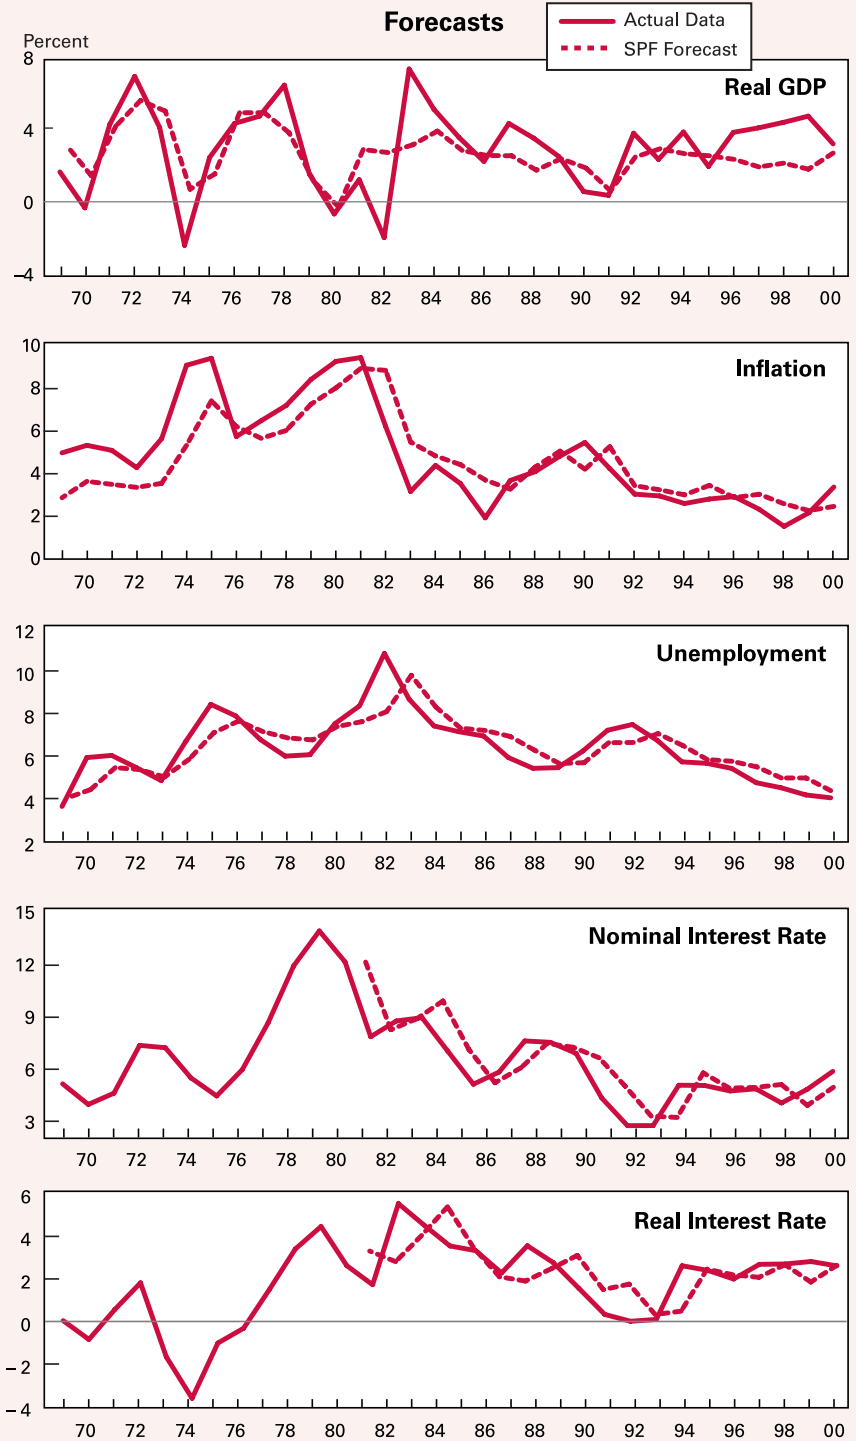 Forecasts
Actual Data
SPF Forecast
Percent
Real GDP
8
4
0
−4
70 72 74 76 78 80 82 84 86 88 90 92 94 96 98 00
Inflation
10
8
6
4
2
0
70 72 74 76 78 80 82 84 86 88 90 92 94 96 98 00
Unemployment
12
10
8
6
4
2
70 72 74 76 78 80 82 84 86 88 90 92 94 96 98 00
Nominal Interest Rate
15
12
9
6
3
70 72 74 76 78 80 82 84 86 88 90 92 94 96 98 00
Real Interest Rate
6
4
2
0
−2
−4
70 72 74 76 78 80 82 84 86 88 90 92 94 96 98 00